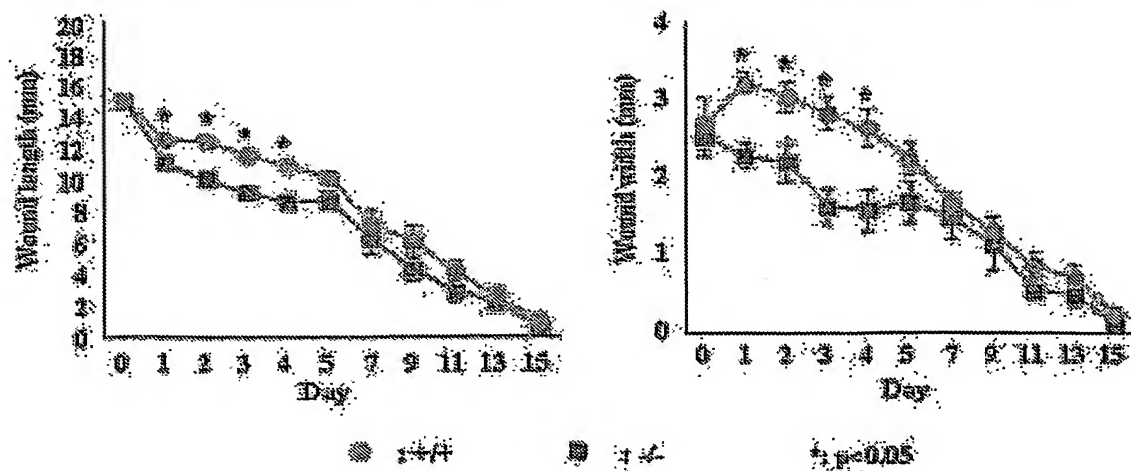 Wound length (mm)
20
18
16
14
12
10
8
6
4
2
0
* * * *
0 1 2 3 4 5 7 9 11 13 15
Day
Wound width (mm)
4
3
2
1
0
* * * *
0 1 2 3 4 5 7 9 11 13 15
Day
: +/+ : +/- *: p<0.05